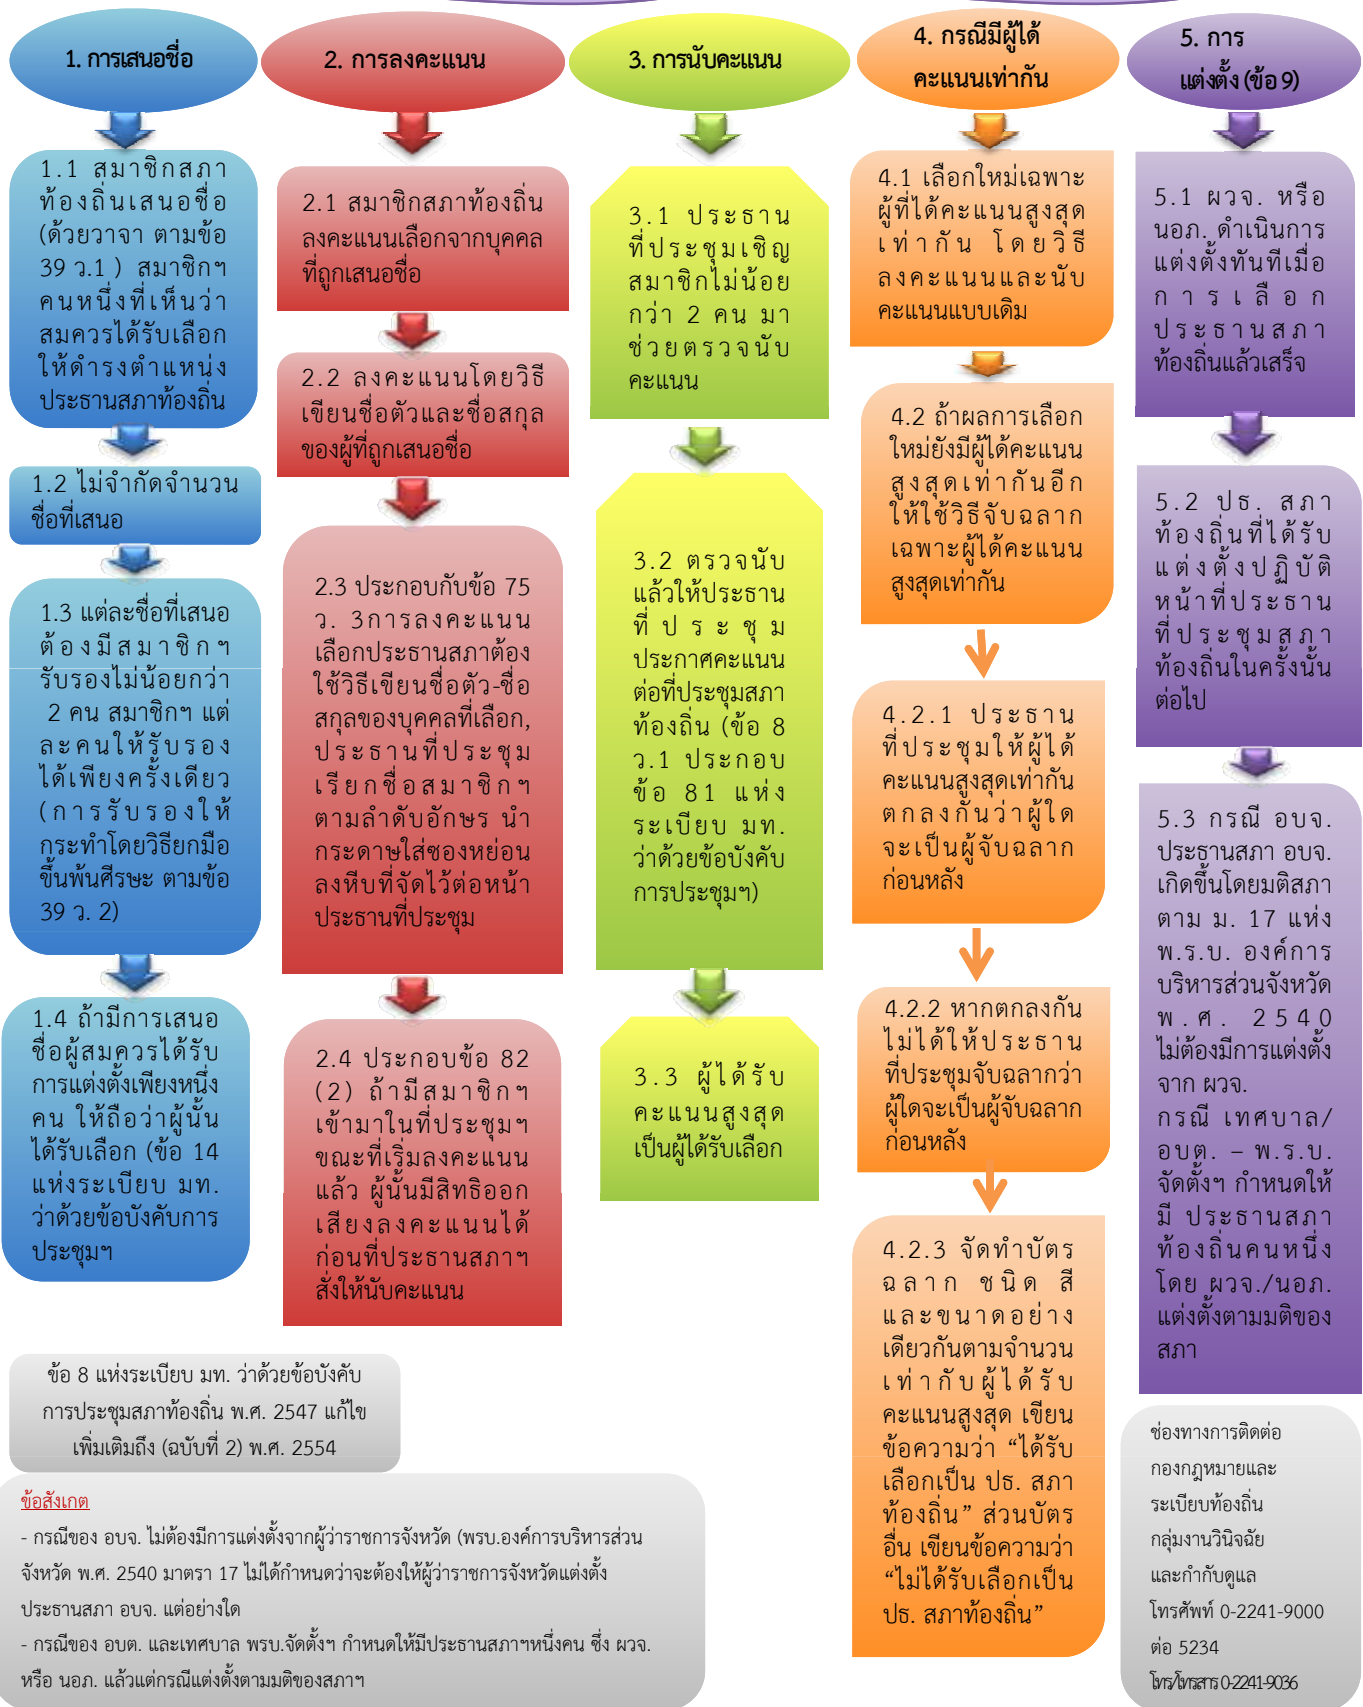 1. การเสนอชื่อ
1.1 สมาชิกสภา
ท้องถิ่นเสนอชื่อ
(ด้วยวาจา ตามข้อ
39 ว.1 ) สมาชิกฯ
คนหนึ่งที่เห็นว่า
สมควรได้รับเลือก
ให้ดำรงตำแหน่ง
ประธานสภาท้องถิ่น
1.2 ไม่จำกัดจำนวน
ชื่อที่เสนอ
1.3 แต่ละชื่อที่เสนอ
ต้องมีสมาชิกฯ
รับรองไม่น้อยกว่า
2 คน สมาชิกฯ แต่
ละคนให้รับรอง
ได้เพียงครั้งเดียว
(การรับรองให้
กระทำโดยวิธียกมือ
ขึ้นพ้นศีรษะ ตามข้อ
39 ว. 2)
1.4 ถ้ามีการเสนอ
ชื่อผู้สมควรได้รับ
การแต่งตั้งเพียงหนึ่ง
คน ให้ถือว่าผู้นั้น
ได้รับเลือก (ข้อ 14
แห่งระเบียบ มท.
ว่าด้วยข้อบังคับการ
ประชุมฯ
2. การลงคะแนน
2.1 สมาชิกสภาท้องถิ่น
ลงคะแนนเลือกจากบุคคล
ที่ถูกเสนอชื่อ
2.2 ลงคะแนนโดยวิธี
เขียนชื่อตัวและชื่อสกุล
ของผู้ที่ถูกเสนอชื่อ
2.3 ประกอบกับข้อ 75
ว. 3การลงคะแนน
เลือกประธานสภาต้อง
ใช้วิธีเขียนชื่อตัว-ชื่อ
สกุลของบุคคลที่เลือก,
ประธานที่ประชุม
เรียกชื่อสมาชิกฯ
ตามลำดับอักษร นำ
กระดาษใส่ซองหย่อน
ลงหีบที่จัดไว้ต่อหน้า
ประธานที่ประชุม
2.4 ประกอบข้อ 82
(2) ถ้ามีสมาชิกฯ
เข้ามาในที่ประชุมฯ
ขณะที่เริ่มลงคะแนน
แล้ว ผู้นั้นมีสิทธิออก
เสียงลงคะแนนได้
ก่อนที่ประธานสภาฯ
สั่งให้นับคะแนน
3. การนับคะแนน
3.1 ประธาน
ที่ประชุมเชิญ
สมาชิกไม่น้อย
กว่า 2 คน มา
ช่วยตรวจนับ
คะแนน
3.2 ตรวจนับ
แล้วให้ประธาน
ที่ประชุม
ประกาศคะแนน
ต่อที่ประชุมสภา
ท้องถิ่น (ข้อ 8
ว.1 ประกอบ
ข้อ 81 แห่ง
ระเบียบ มท.
ว่าด้วยข้อบังคับ
การประชุมฯ)
3.3 ผู้ได้รับ
คะแนนสูงสุด
เป็นผู้ได้รับเลือก
4. กรณีมีผู้ได้
คะแนนเท่ากัน
4.1 เลือกใหม่เฉพาะ
ผู้ที่ได้คะแนนสูงสุด
เท่ากัน โดยวิธี
ลงคะแนนและนับ
คะแนนแบบเดิม
4.2 ถ้าผลการเลือก
ใหม่ยังมีผู้ได้คะแนน
สูงสุดเท่ากันอีก
ให้ใช้วิธีจับฉลาก
เฉพาะผู้ได้คะแนน
สูงสุดเท่ากัน
4.2.1 ประธาน
ที่ประชุมให้ผู้ได้
คะแนนสูงสุดเท่ากัน
ตกลงกันว่าผู้ใด
จะเป็นผู้จับฉลาก
ก่อนหลัง
4.2.2 หากตกลงกัน
ไม่ได้ให้ประธาน
ที่ประชุมจับฉลากว่า
ผู้ใดจะเป็นผู้จับฉลาก
ก่อนหลัง
4.2.3 จัดทำบัตร
ฉลาก ชนิด สี
และขนาดอย่าง
เดียวกันตามจำนวน
เท่ากับผู้ได้รับ
คะแนนสูงสุด เขียน
ข้อความว่า “ได้รับ
เลือกเป็น ปธ. สภา
ท้องถิ่น” ส่วนบัตร
อื่น เขียนข้อความว่า
“ไม่ได้รับเลือกเป็น
ปธ. สภาท้องถิ่น”
5. การ
แต่งตั้ง (ข้อ 9)
5.1 ผวจ. หรือ
นอภ. ดำเนินการ
แต่งตั้งทันทีเมื่อ
การเลือก
ประธานสภา
ท้องถิ่นแล้วเสร็จ
5.2 ปธ. สภา
ท้องถิ่นที่ได้รับ
แต่งตั้งปฏิบัติ
หน้าที่ประธาน
ที่ประชุมสภา
ท้องถิ่นในครั้งนั้น
ต่อไป
5.3 กรณี อบจ.
ประธานสภา อบจ.
เกิดขึ้นโดยมติสภา
ตาม ม. 17 แห่ง
พ.ร.บ. องค์การ
บริหารส่วนจังหวัด
พ.ศ. 2540
ไม่ต้องมีการแต่งตั้ง
จาก ผวจ.
กรณี เทศบาล/
อบต. – พ.ร.บ.
จัดตั้งฯ กำหนดให้
มี ประธานสภา
ท้องถิ่นคนหนึ่ง
โดย ผวจ./นอภ.
แต่งตั้งตามมติของ
สภา
ข้อ 8 แห่งระเบียบ มท. ว่าด้วยข้อบังคับ
การประชุมสภาท้องถิ่น พ.ศ. 2547 แก้ไข
เพิ่มเติมถึง (ฉบับที่ 2) พ.ศ. 2554
ข้อสังเกต
- กรณีของ อบจ. ไม่ต้องมีการแต่งตั้งจากผู้ว่าราชการจังหวัด (พรบ.องค์การบริหารส่วน
จังหวัด พ.ศ. 2540 มาตรา 17 ไม่ได้กำหนดว่าจะต้องให้ผู้ว่าราชการจังหวัดแต่งตั้ง
ประธานสภา อบจ. แต่อย่างใด
- กรณีของ อบต. และเทศบาล พรบ.จัดตั้งฯ กำหนดให้มีประธานสภาฯหนึ่งคน ซึ่ง ผวจ.
หรือ นอภ. แล้วแต่กรณีแต่งตั้งตามมติของสภาฯ
ช่องทางการติดต่อ
กองกฎหมายและ
ระเบียบท้องถิ่น
กลุ่มงานวินิจฉัย
และกำกับดูแล
โทรศัพท์ 0-2241-9000
ต่อ 5234
โทร/โทรสาร 0-2241-9036